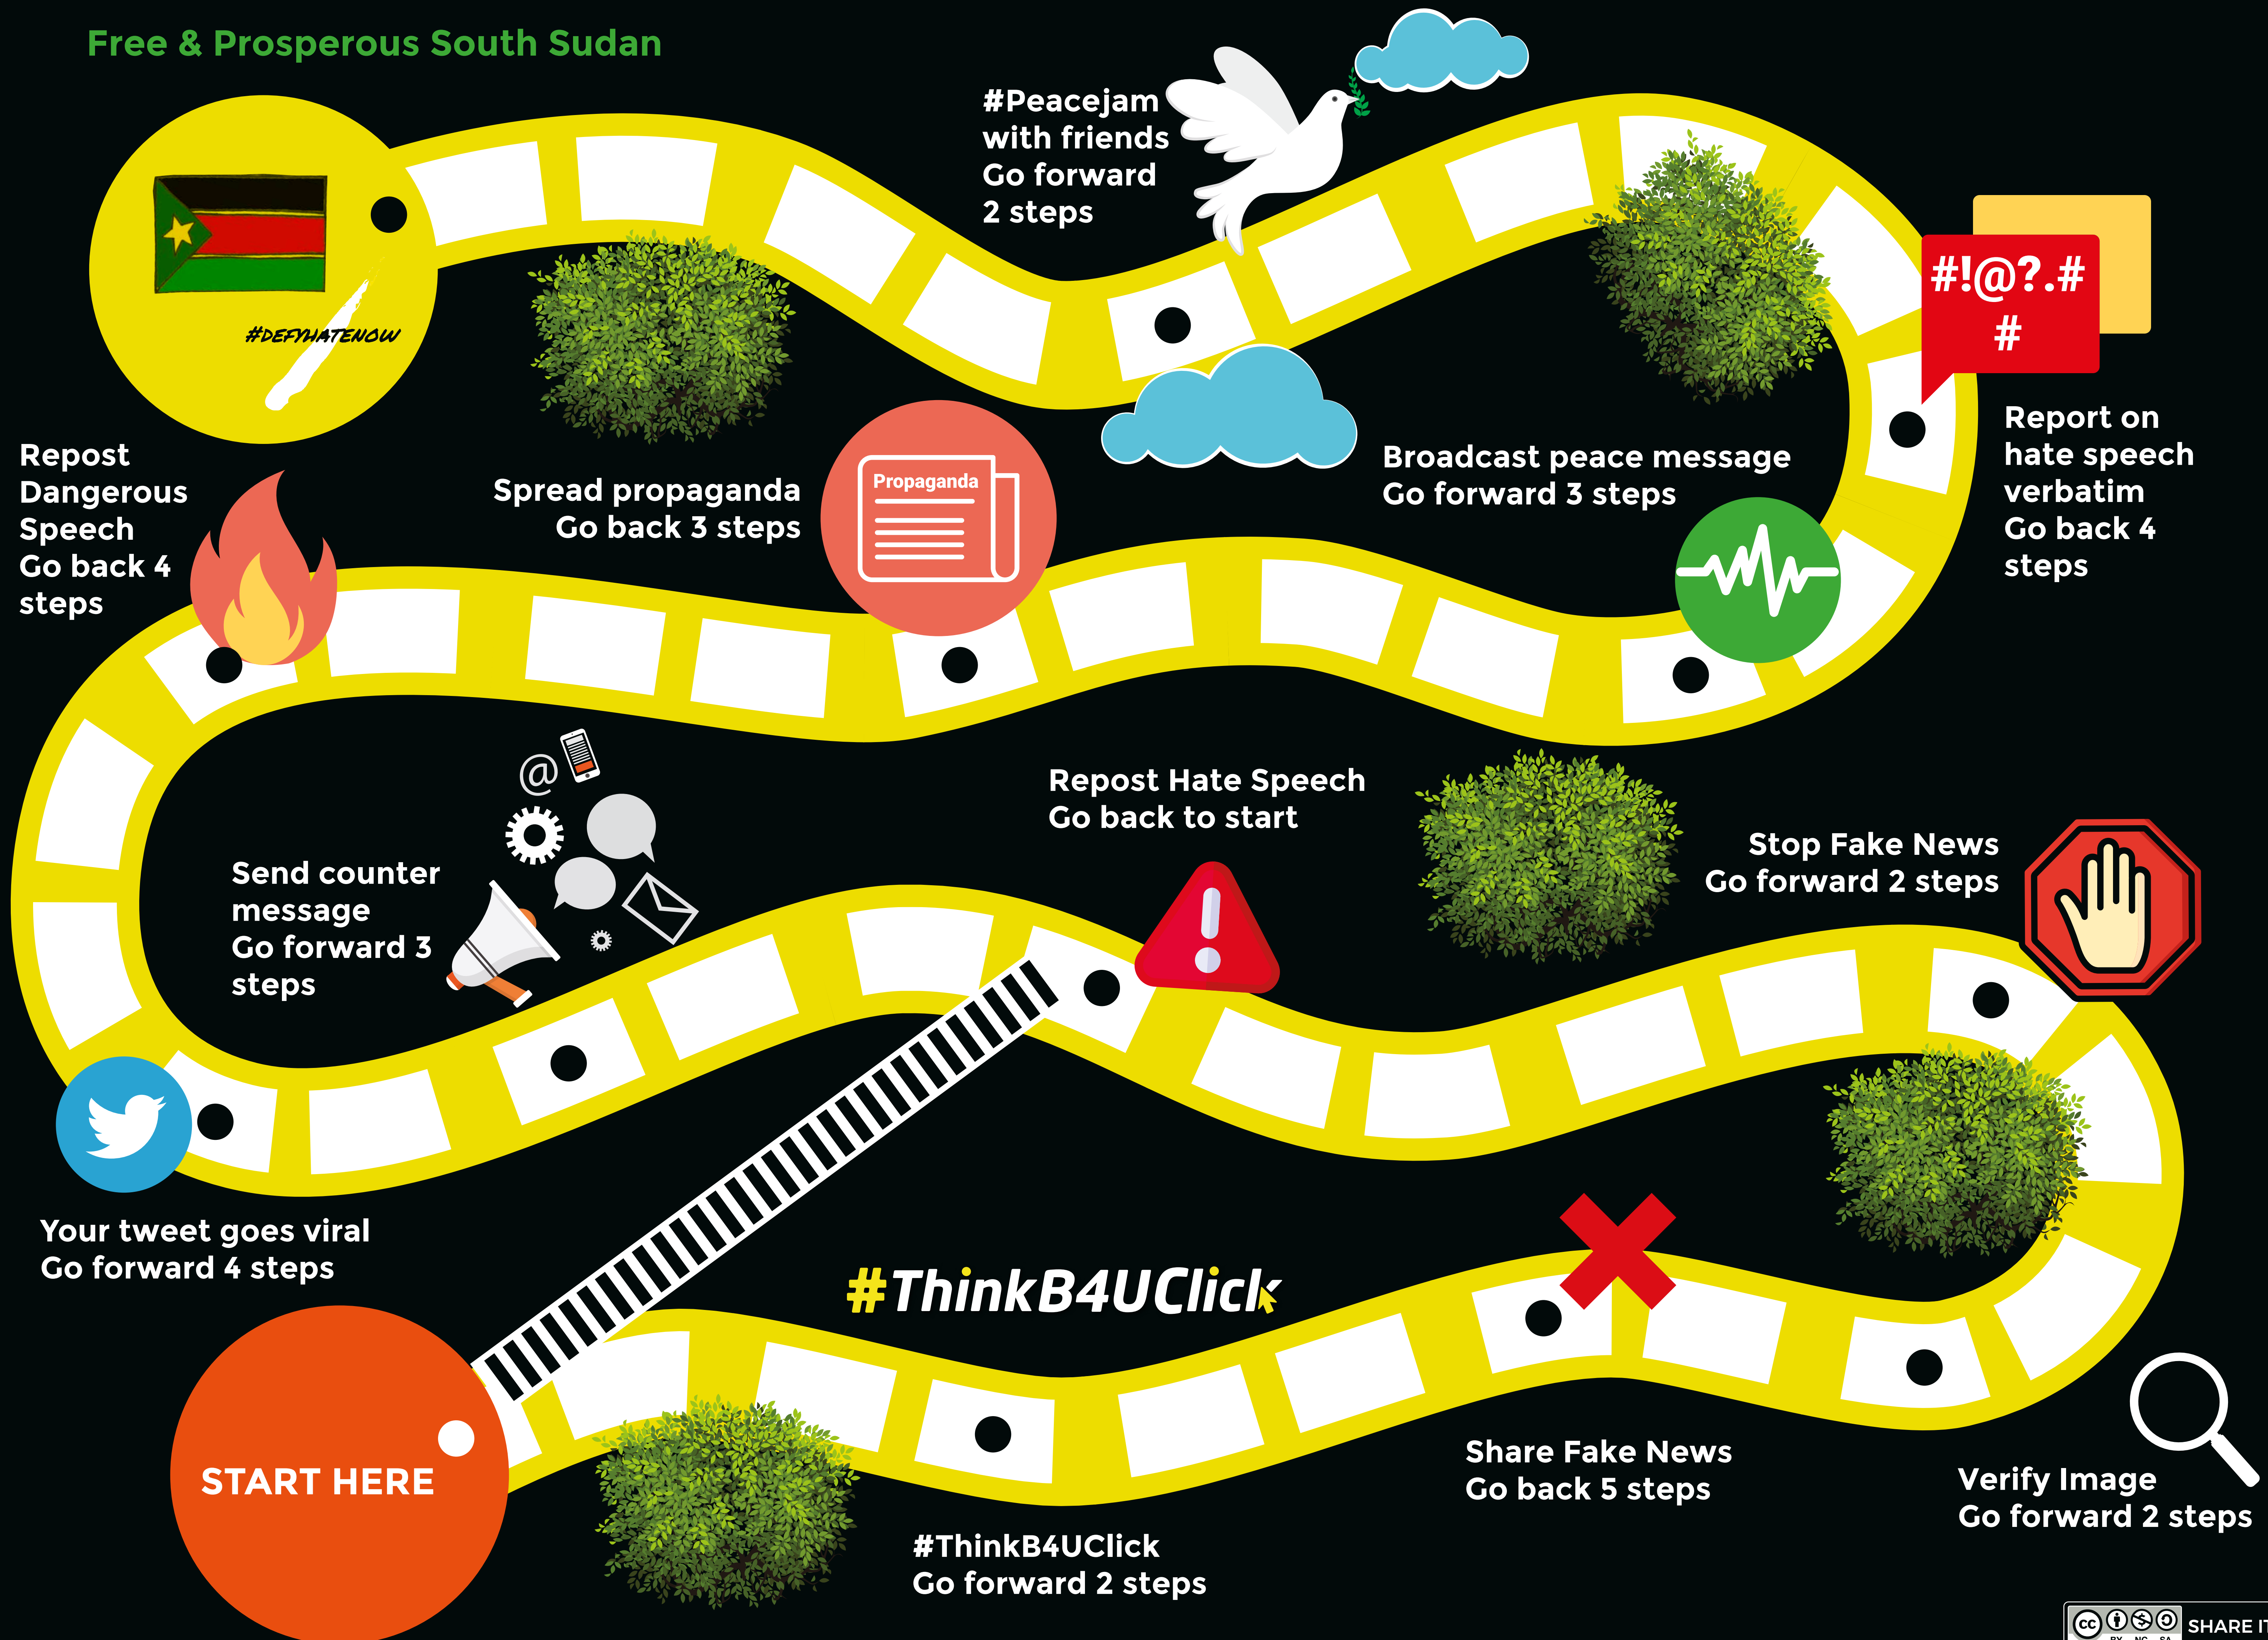 Free & Prosperous South Sudan
#Peacejam
with friends
Go forward
2 steps
#!@?.#
#
#DEFYHATENOW
Report on
hate speech
verbatim
Go back 4
steps
Broadcast peace message
Go forward 3 steps
Propaganda
Spread propaganda
Go back 3 steps
Repost
Dangerous
Speech
Go back 4
steps
@
Send counter
message
Go forward 3
steps
Repost Hate Speech
Go back to start
Stop Fake News
Go forward 2 steps
Your tweet goes viral
Go forward 4 steps
#ThinkB4UClick
START HERE
Share Fake News
Go back 5 steps
Verify Image
Go forward 2 steps
#ThinkB4UClick
Go forward 2 steps
cc
BY NC SA
SHARE IT